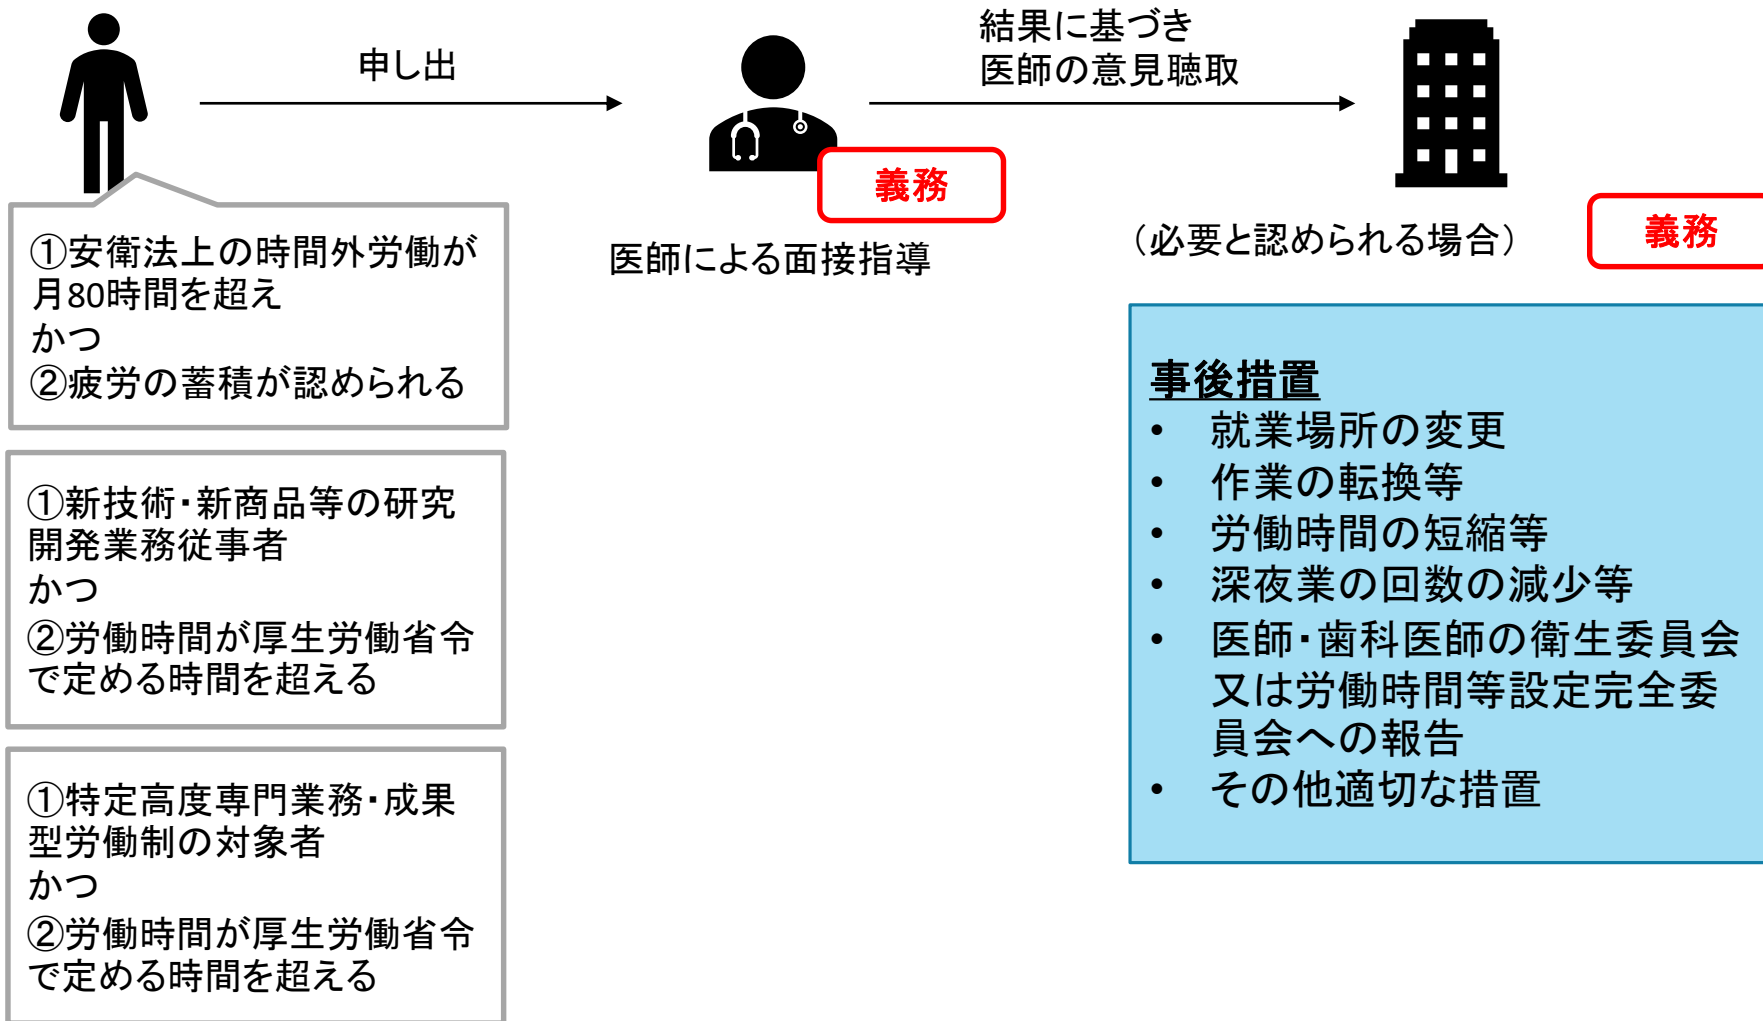 申し出
結果に基づき
医師の意見聴取
義務
医師による面接指導
（必要と認められる場合）
義務
①安衛法上の時間外労働が
月80時間を超え
かつ
②疲労の蓄積が認められる
①新技術・新商品等の研究
開発業務従事者
かつ
②労働時間が厚生労働省令
で定める時間を超える
①特定高度専門業務・成果
型労働制の対象者
かつ
②労働時間が厚生労働省令
で定める時間を超える
事後措置
• 就業場所の変更
• 作業の転換等
• 労働時間の短縮等
• 深夜業の回数の減少等
• 医師・歯科医師の衛生委員会
又は労働時間等設定完全委
員会への報告
• その他適切な措置